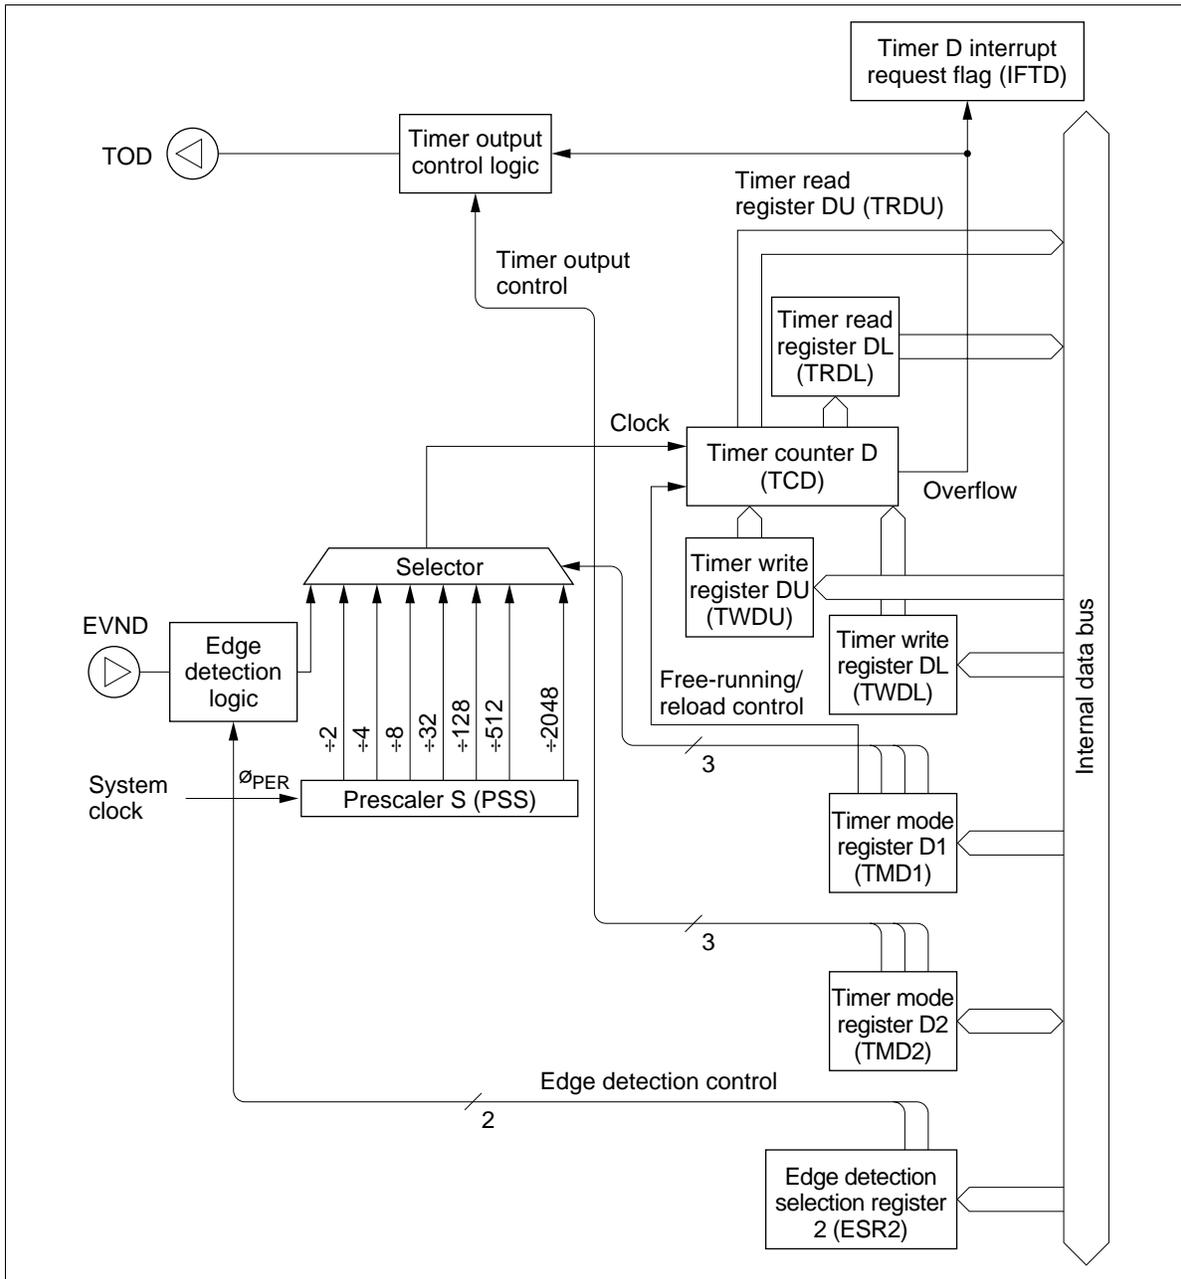 Timer D interrupt
request flag (IFTD)
TOD
Timer output
control logic
Timer read
register DU (TRDU)
Timer output
control
Timer read
register DL
(TRDL)
Clock
Timer counter D
(TCD)
Overflow
Selector
Timer write
register DU
(TWDU)
EVND
Edge
detection
logic
Timer write
register DL
(TWDL)
Free-running/
reload control
÷2
÷4
÷8
÷32
÷128
÷512
÷2048
3
Internal data bus
System
clock
øPER
Prescaler S (PSS)
Timer mode
register D1
(TMD1)
3
Timer mode
register D2
(TMD2)
Edge detection control
2
Edge detection
selection register
2 (ESR2)